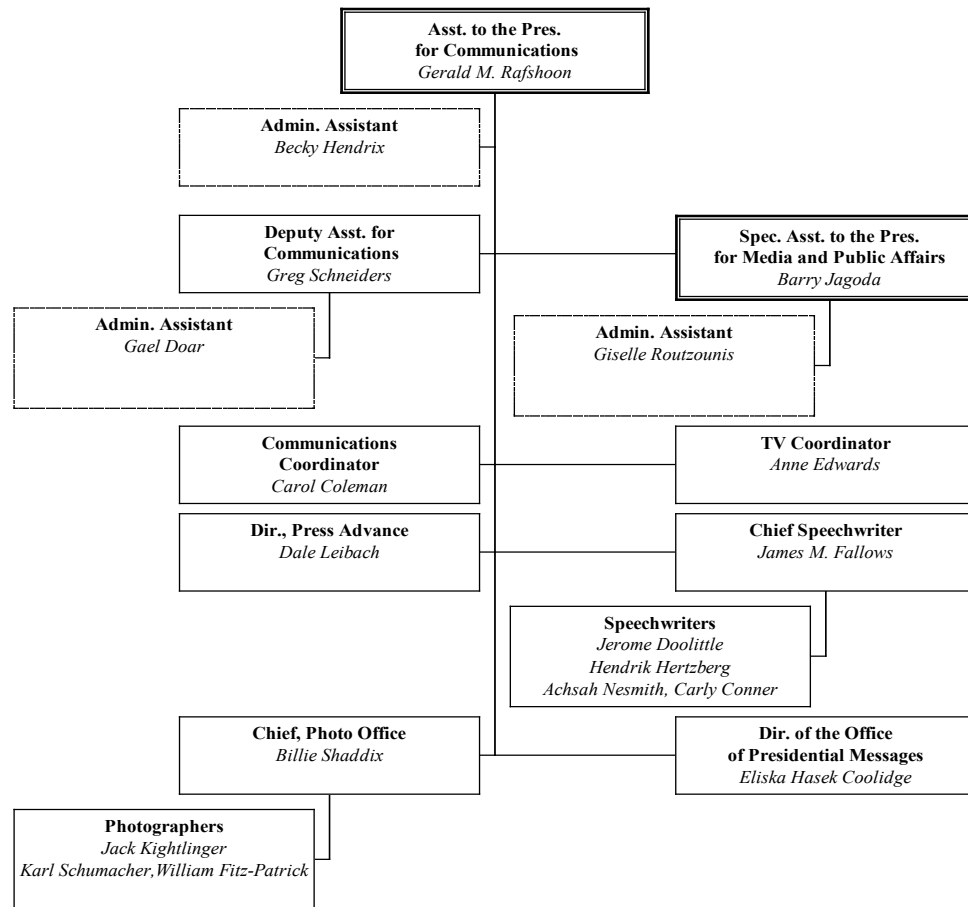 Asst. to the Pres.
for Communications
Gerald M. Rafshoon
Admin. Assistant
Becky Hendrix
Deputy Asst. for
Communications
Greg Schneiders
Spec. Asst. to the Pres.
for Media and Public Affairs
Barry Jagoda
Admin. Assistant
Gael Doar
Admin. Assistant
Giselle Routzounis
Communications
Coordinator
Carol Coleman
TV Coordinator
Anne Edwards
Dir., Press Advance
Dale Leibach
Chief Speechwriter
James M. Fallows
Speechwriters
Jerome Doolittle
Hendrik Hertzberg
Achsah Nesmith, Carly Conner
Chief, Photo Office
Billie Shaddix
Dir. of the Office
of Presidential Messages
Eliska Hasek Coolidge
Photographers
Jack Kightlinger
Karl Schumacher,William Fitz-Patrick